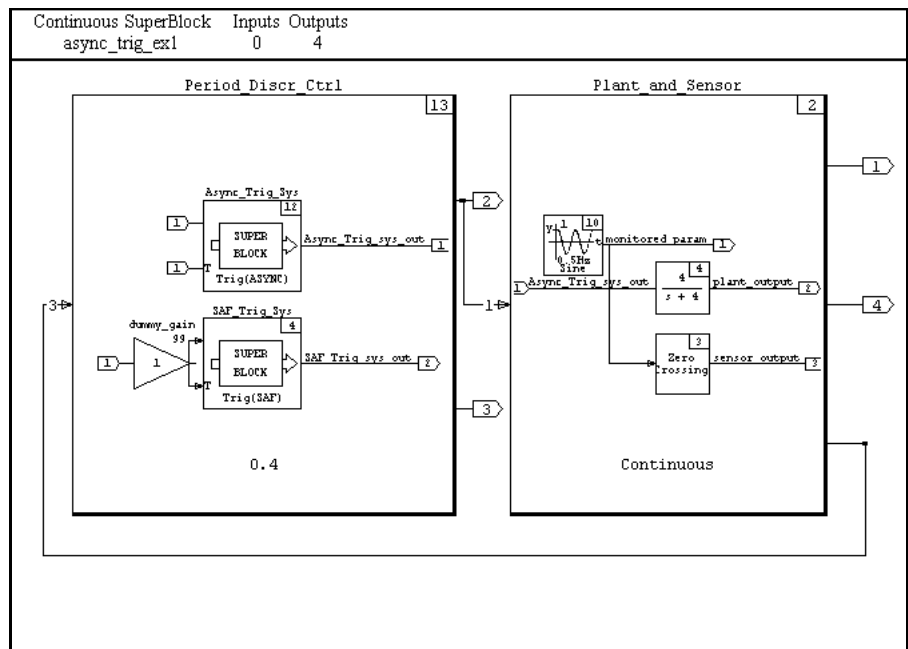 Continuous SuperBlock Inputs Outputs
async_trig_ex1 0 4
Period_Discr_Ctrl
13
Async_Trig_Sys
12
1
SUPER
BLOCK
Async_Trig_sys_out
1
1
T
Trig(ASYNC)
SAF_Trig_Sys
4
dummy_gain
gg
1
1
SUPER
BLOCK
SAF_Trig_sys_out
2
T
Trig(SAF)
0.4
3
2
3
Plant_and_Sensor
2
y
1
10
t
0.5Hz
Sine
monitored_param
1
1
Async_Trig_sys_out
4
4
s + 4
plant_output
2
3
Zero
Crossing
sensor_output
3
Continuous
1
1
4